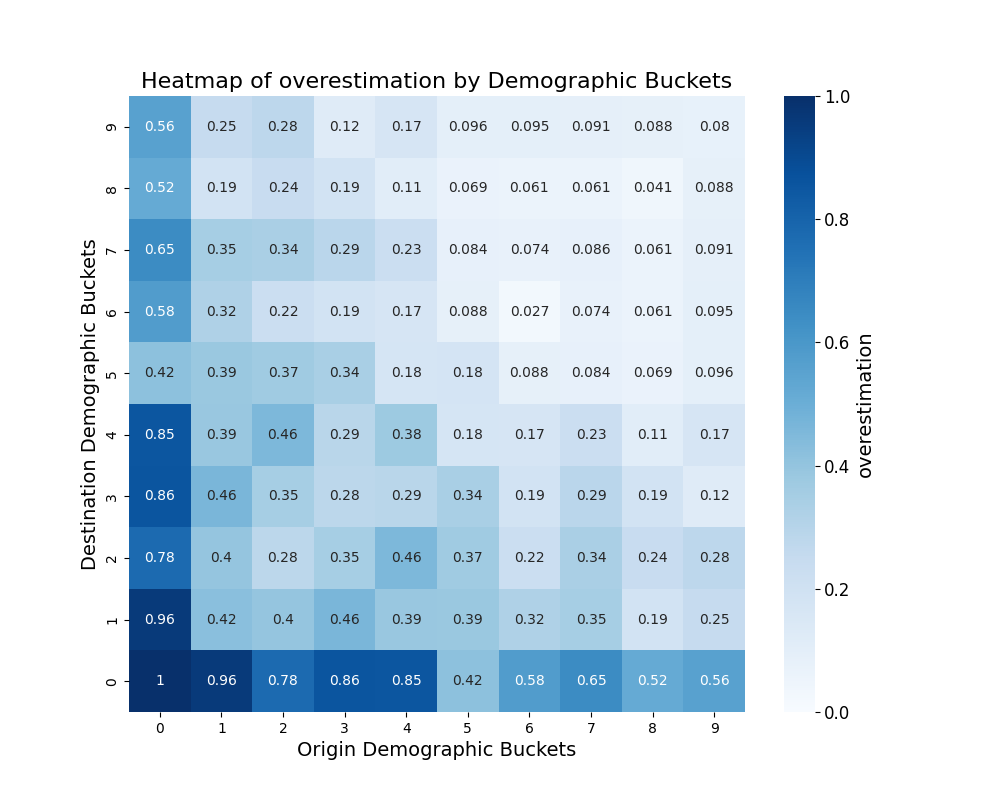 Heatmap of overestimation by Demographic Buckets
Destination Demographic Buckets
9 0.56 0.25 0.28 0.12 0.17 0.096 0.095 0.091 0.088 0.08
8 0.52 0.19 0.24 0.19 0.11 0.069 0.061 0.061 0.041 0.088
7 0.65 0.35 0.34 0.29 0.23 0.084 0.074 0.086 0.061 0.091
6 0.58 0.32 0.22 0.19 0.17 0.088 0.027 0.074 0.061 0.095
5 0.42 0.39 0.37 0.34 0.18 0.18 0.088 0.084 0.069 0.096
4 0.85 0.39 0.46 0.29 0.38 0.18 0.17 0.23 0.11 0.17
3 0.86 0.46 0.35 0.28 0.29 0.34 0.19 0.29 0.19 0.12
2 0.78 0.4 0.28 0.35 0.46 0.37 0.22 0.34 0.24 0.28
1 0.96 0.42 0.4 0.46 0.39 0.39 0.32 0.35 0.19 0.25
0 1 0.96 0.78 0.86 0.85 0.42 0.58 0.65 0.52 0.56
0 1 2 3 4 5 6 7 8 9
Origin Demographic Buckets
1.0
0.8
0.6
0.4
0.2
0.0
overestimation